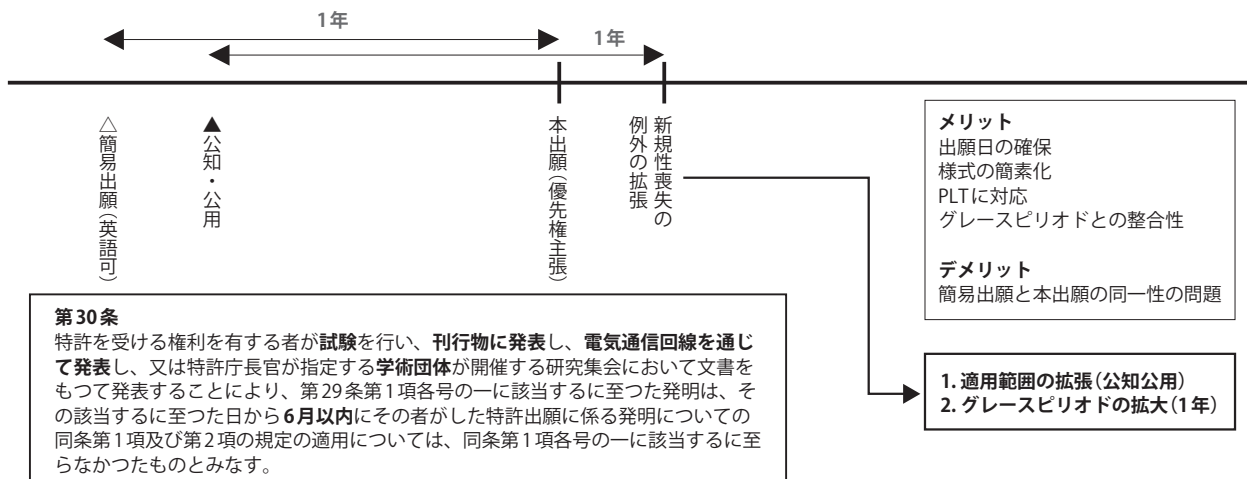 1年
1年
△簡易出願(英語可)
▲公知・公用
本出願(優先権主張)
新規性喪失の
例外の拡張
メリット
出願日の確保
様式の簡素化
PLTに対応
グレースピリオドとの整合性
デメリット
簡易出願と本出願の同一性の問題
第30条
特許を受ける権利を有する者が試験を行い、刊行物に発表し、電気通信回線を通じ
て発表し、又は特許庁長官が指定する学術団体が開催する研究集会において文書を
もつて発表することにより、第29条第1項各号の一に該当するに至つた発明は、そ
の該当するに至つた日から6月以内にその者がした特許出願に係る発明についての
同条第1項及び第2項の規定の適用については、同条第1項各号の一に該当するに至
らなかつたものとみなす。
1. 適用範囲の拡張(公知公用)
2. グレースピリオドの拡大(1年)